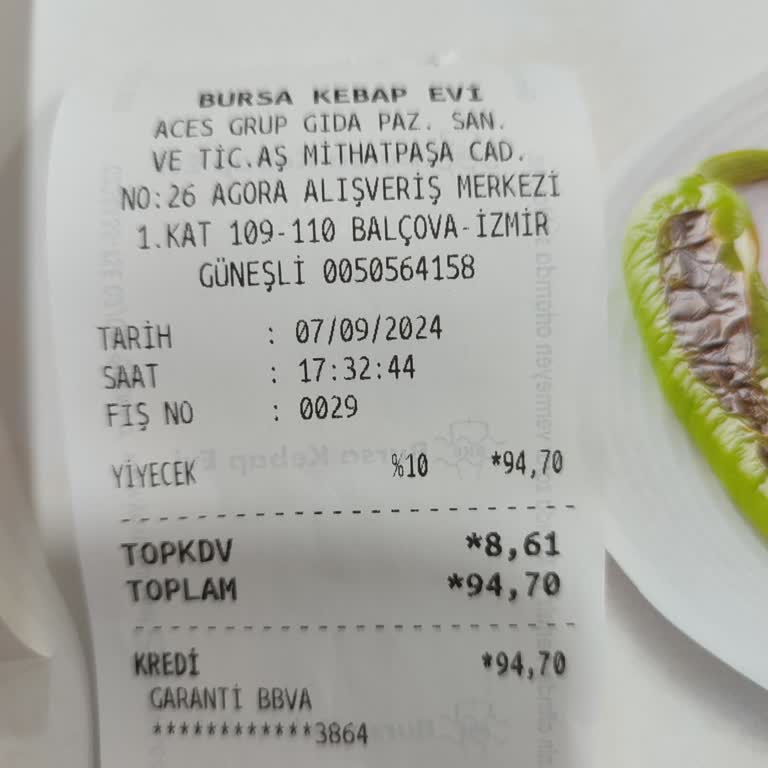 BURSA KEBAP EVİ
ACES GRUP GIDA PAZ. SAN.
VE TİC.AŞ MİTHATPAŞA CAD.
NO:26 AGORA ALIŞVERİŞ MERKEZİ
1.KAT 109-110 BALÇOVA-İZMİR
GÜNEŞLİ 0050564158
TARİH : 07/09/2024
SAAT : 17:32:44
FİŞ NO : 0029
YİYECEK %10 *94,70
TOPKDV *8,61
TOPLAM *94,70
KREDİ *94,70
GARANTİ BBVA
************3864